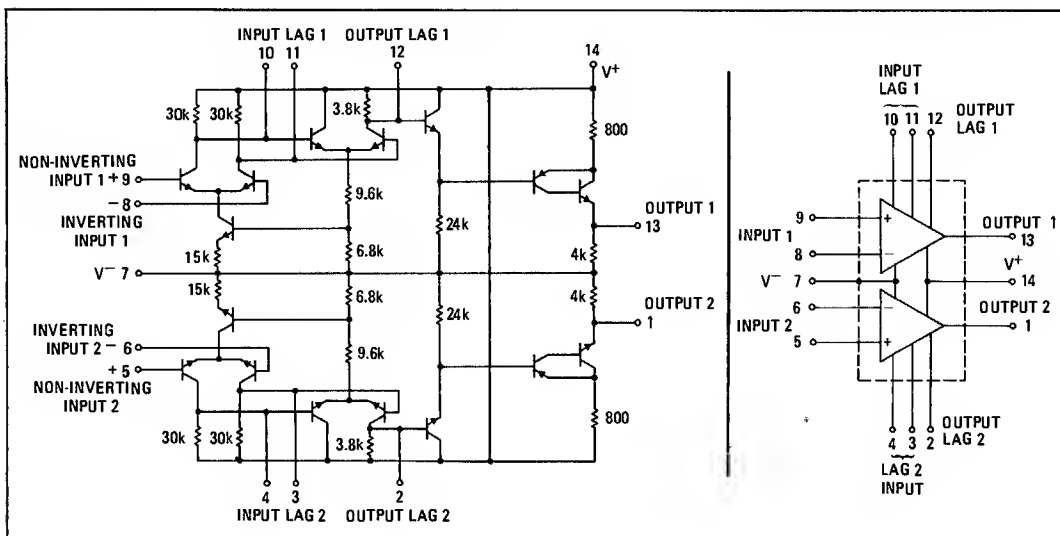 INPUT LAG 1 OUTPUT LAG 1
10 11 12
14
V+
30k 30k 3.8k
800
NON-INVERTING
INPUT 1 + 9
− 8
INVERTING
INPUT 1
9.6k
24k
OUTPUT 1
13
15k 6.8k 4k
V− 7
15k 6.8k 4k
24k
OUTPUT 2
1
INVERTING
INPUT 2 − 6
+ 5
NON-INVERTING
INPUT 2
9.6k
30k 30k 3.8k
800
4 3 2
INPUT LAG 2 OUTPUT LAG 2
INPUT
LAG 1
10 11 12
OUTPUT
LAG 1
9 +
INPUT 1
8 −
OUTPUT 1
13
V− 7
V+
14
6 −
INPUT 2
5 +
OUTPUT 2
1
4 3 2
OUTPUT
LAG 2
LAG 2
INPUT